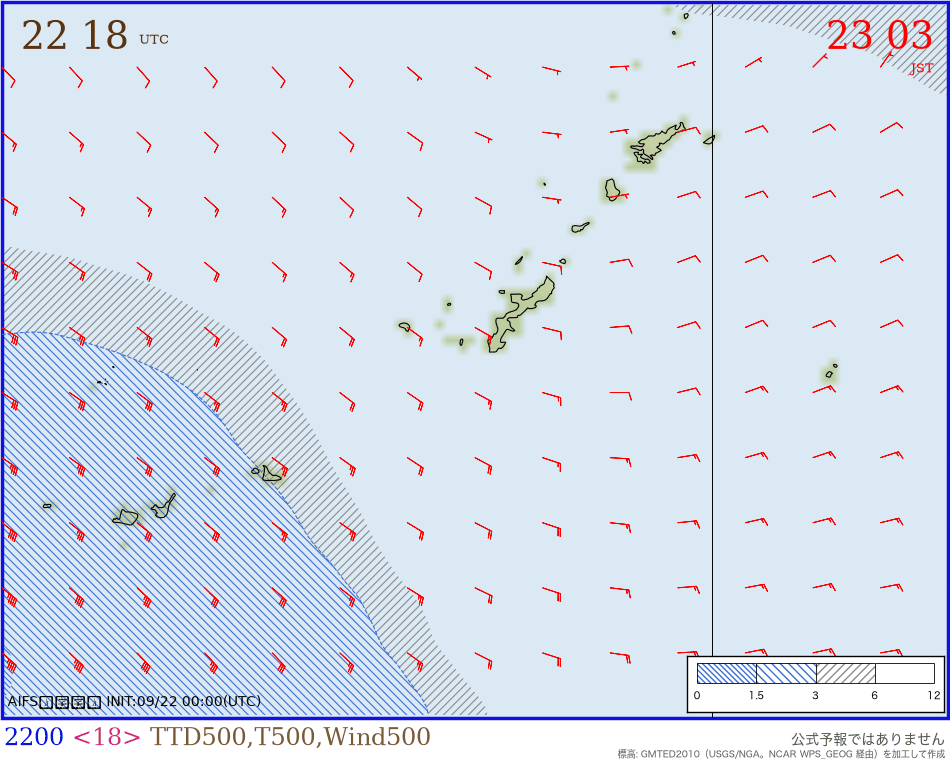 22 18 UTC
23 03
JST
0 1.5 3 6 12
AIFS INIT:09/22 00:00(UTC)
2200 <18> TTD500,T500,Wind500
公式予報ではありません
標高: GMTED2010（USGS/NGA。NCAR WPS_GEOG 経由）を加工して作成